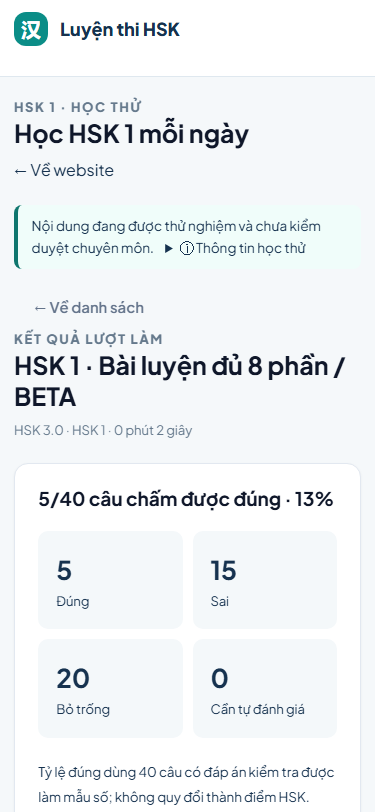 汉 Luyện thi HSK
HSK 1 · HỌC THỬ
Học HSK 1 mỗi ngày
← Về website
Nội dung đang được thử nghiệm và chưa kiểm
duyệt chuyên môn. ▶ ⓘ Thông tin học thử
← Về danh sách
KẾT QUẢ LƯỢT LÀM
HSK 1 · Bài luyện đủ 8 phần /
BETA
HSK 3.0 · HSK 1 · 0 phút 2 giây
5/40 câu chấm được đúng · 13%
5
Đúng
15
Sai
20
Bỏ trống
0
Cần tự đánh giá
Tỷ lệ đúng dùng 40 câu có đáp án kiểm tra được
làm mẫu số; không quy đổi thành điểm HSK.